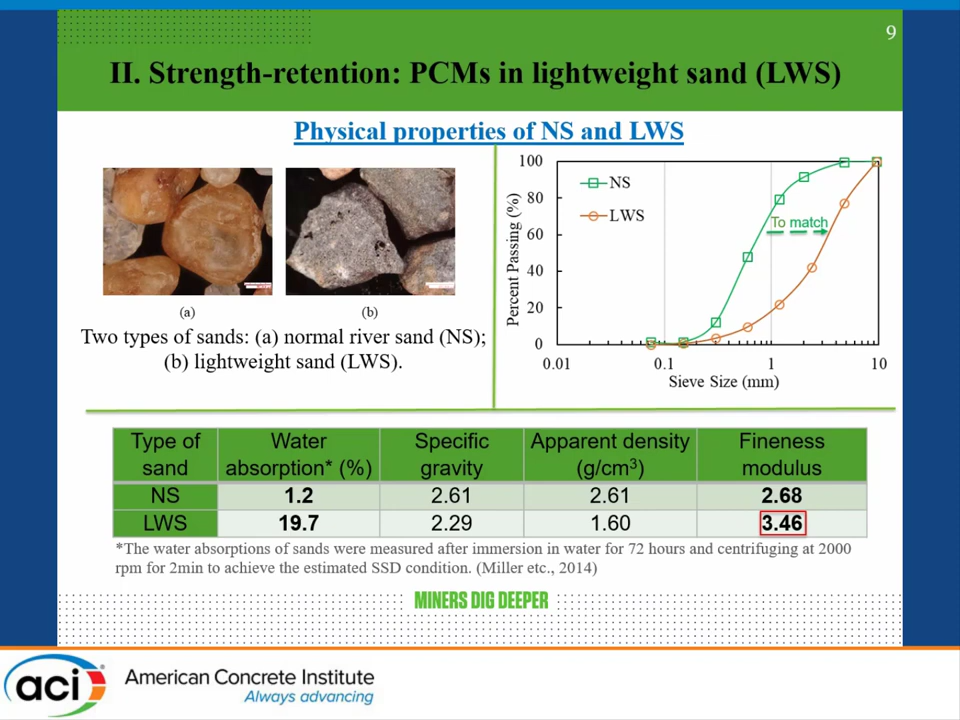 9
II. Strength-retention: PCMs in lightweight sand (LWS)
Physical properties of NS and LWS
(a)
(b)
Two types of sands: (a) normal river sand (NS);
(b) lightweight sand (LWS).
100
80
60
40
20
0
Percent Passing (%)
NS
LWS
To match
0.01
0.1
1
10
Sieve Size (mm)
Type of sand
Water absorption* (%)
Specific gravity
Apparent density (g/cm³)
Fineness modulus
NS 1.2 2.61 2.61 2.68
LWS 19.7 2.29 1.60 3.46
*The water absorptions of sands were measured after immersion in water for 72 hours and centrifuging at 2000
rpm for 2min to achieve the estimated SSD condition. (Miller etc., 2014)
MINERS DIG DEEPER
aci
American Concrete Institute
Always advancing